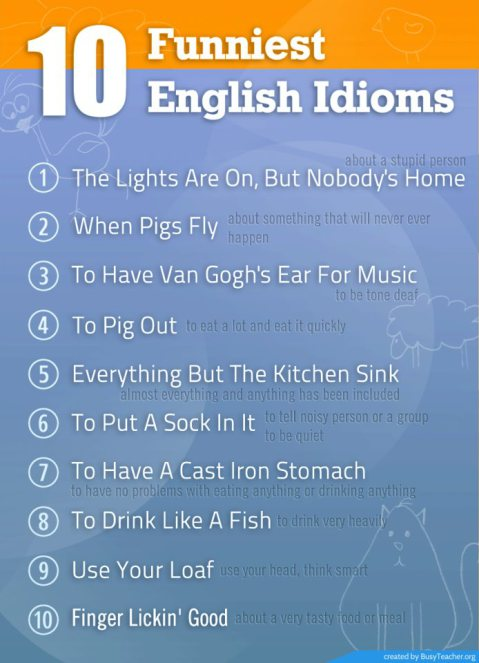 10 Funniest
English Idioms
about a stupid person
1 The Lights Are On, But Nobody's Home
2 When Pigs Fly about something that will never ever
happen
3 To Have Van Gogh's Ear For Music
to be tone deaf
4 To Pig Out to eat a lot and eat it quickly
5 Everything But The Kitchen Sink
almost everything and anything has been included
6 To Put A Sock In It to tell noisy person or a group
to be quiet
7 To Have A Cast Iron Stomach
to have no problems with eating anything or drinking anything
8 To Drink Like A Fish to drink very heavily
9 Use Your Loaf use your head, think smart
10 Finger Lickin' Good about a very tasty food or meal
created by BusyTeacher.org